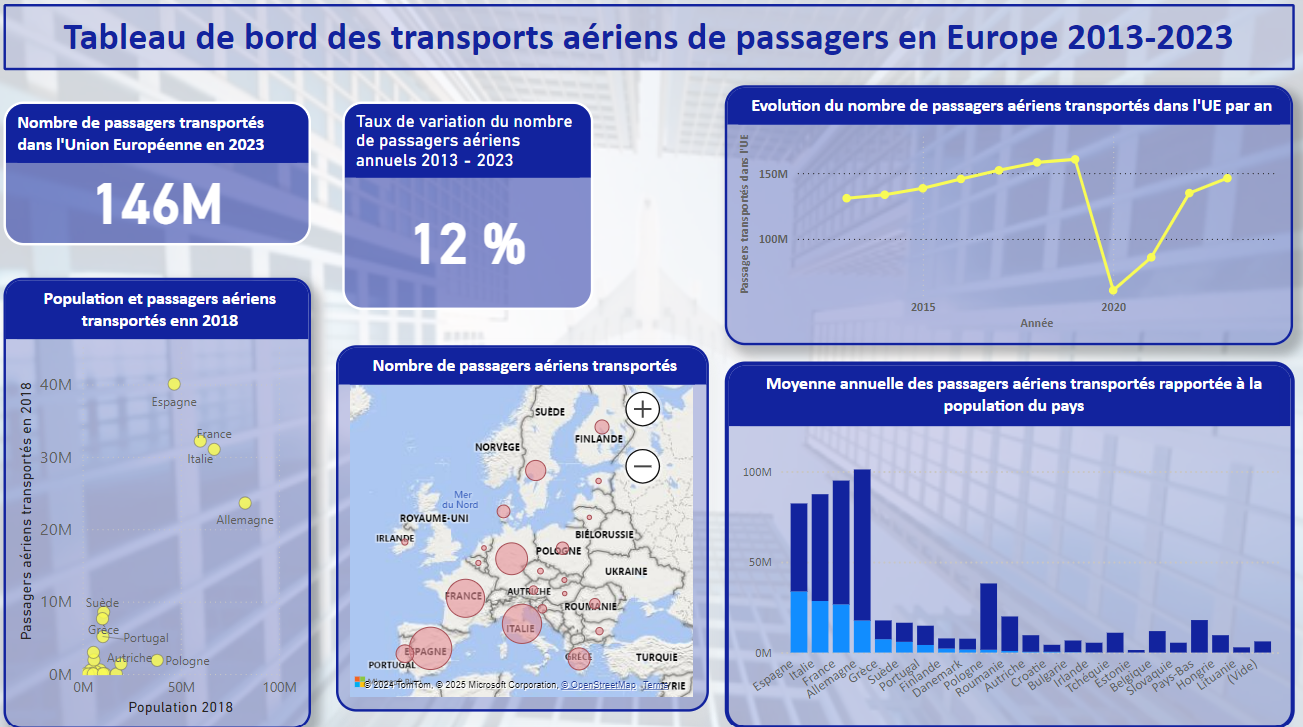 Tableau de bord des transports aériens de passagers en Europe 2013-2023
Nombre de passagers transportés
dans l'Union Européenne en 2023
146M
Taux de variation du nombre
de passagers aériens
annuels 2013 - 2023
12 %
Evolution du nombre de passagers aériens transportés dans l'UE par an
Passagers transportés dans l'UE
150M
100M
2015
2020
Année
Population et passagers aériens
transportés enn 2018
Passagers aériens transportés en 2018
40M
30M
20M
10M
0M
Espagne
France
Italie
Allemagne
Suède
Grèce
Portugal
Autriche
Pologne
0M
50M
100M
Population 2018
Nombre de passagers aériens transportés
SUÈDE
FINLANDE
NORVÈGE
Mer
du Nord
ROYAUME-UNI
IRLANDE
BIÉLORUSSIE
POLOGNE
UKRAINE
FRANCE
AUTRICHE
ROUMANIE
ITALIE
ESPAGNE
PORTUGAL
GRÈCE
TURQUIE
SYRIE
© 2024 TomTom, © 2025 Microsoft Corporation, © OpenStreetMap Terms
Moyenne annuelle des passagers aériens transportés rapportée à la
population du pays
100M
50M
0M
Espagne
Italie
France
Allemagne
Grèce
Suède
Portugal
Finlande
Danemark
Pologne
Roumanie
Autriche
Croatie
Bulgarie
Irlande
Tchéquie
Estonie
Belgique
Slovaquie
Pays-Bas
Hongrie
Lituanie
(Vide)